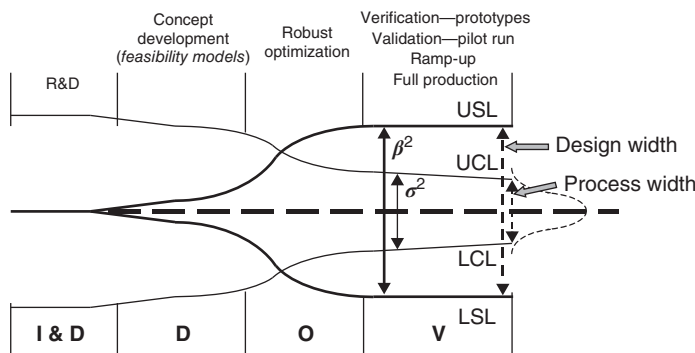 R&D
Concept
development
(feasibility models)
Robust
optimization
Verification—prototypes
Validation—pilot run
Ramp-up
Full production
USL
UCL
β²
σ²
Design width
Process width
LCL
LSL
I & D
D
O
V